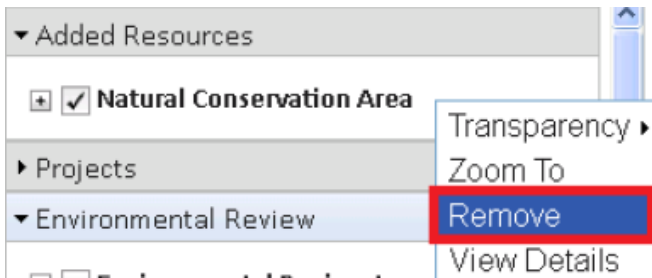 Added Resources
Natural Conservation Area
Transparency
Projects
Zoom To
Environmental Review
Remove
View Details